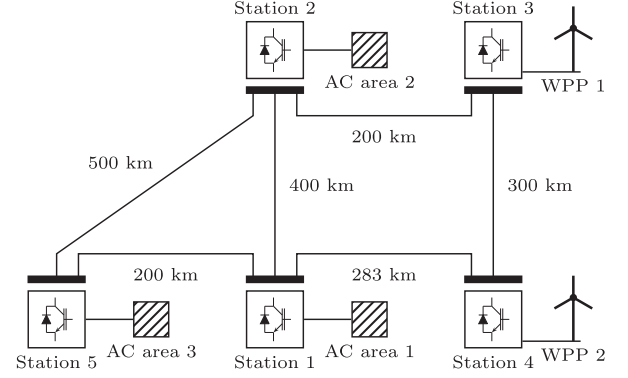 Station 2
Station 3
AC area 2
WPP 1
200 km
500 km
400 km
300 km
200 km
283 km
Station 5
AC area 3
Station 1
AC area 1
Station 4
WPP 2